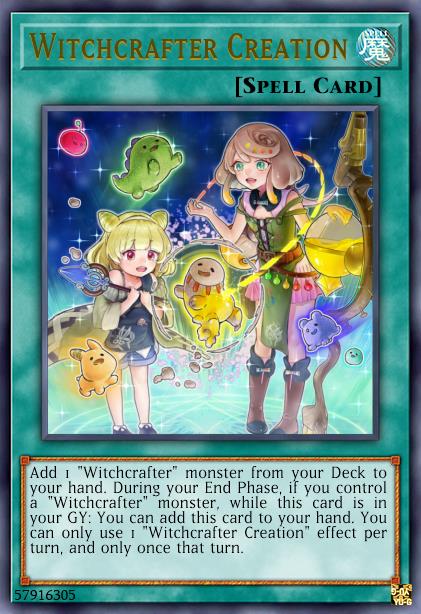 Witchcrafter Creation
[Spell Card]
Add 1 "Witchcrafter" monster from your Deck to
your hand. During your End Phase, if you control
a "Witchcrafter" monster, while this card is in
your GY: You can add this card to your hand. You
can only use 1 "Witchcrafter Creation" effect per
turn, and only once that turn.
57916305